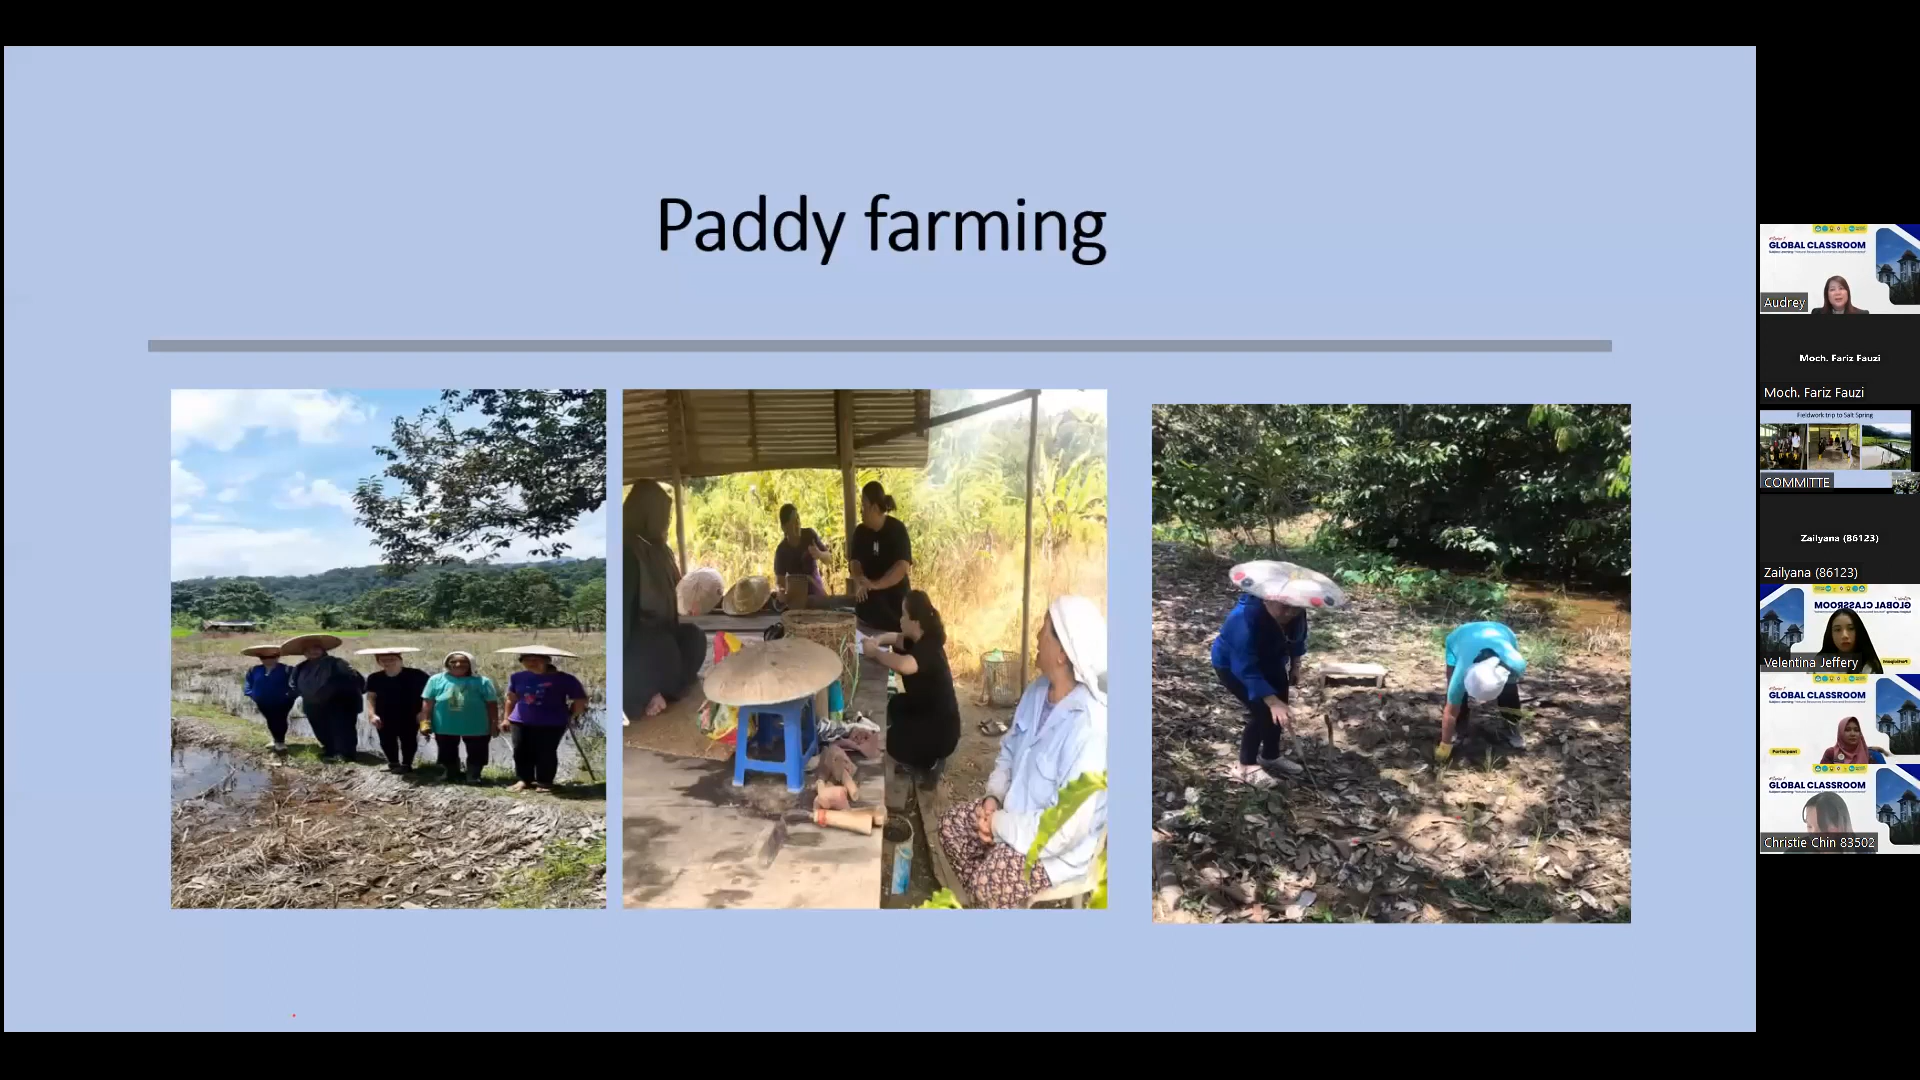 Paddy farming
GLOBAL CLASSROOM
Audrey
Moch. Fariz Fauzi
Moch. Fariz Fauzi
Fieldwork trip to Salt Spring
COMMITTE
Zailyana (86123)
Zailyana (86123)
GLOBAL CLASSROOM
Velentina Jeffery
Participant
GLOBAL CLASSROOM
Participant
GLOBAL CLASSROOM
Christie Chin 83502